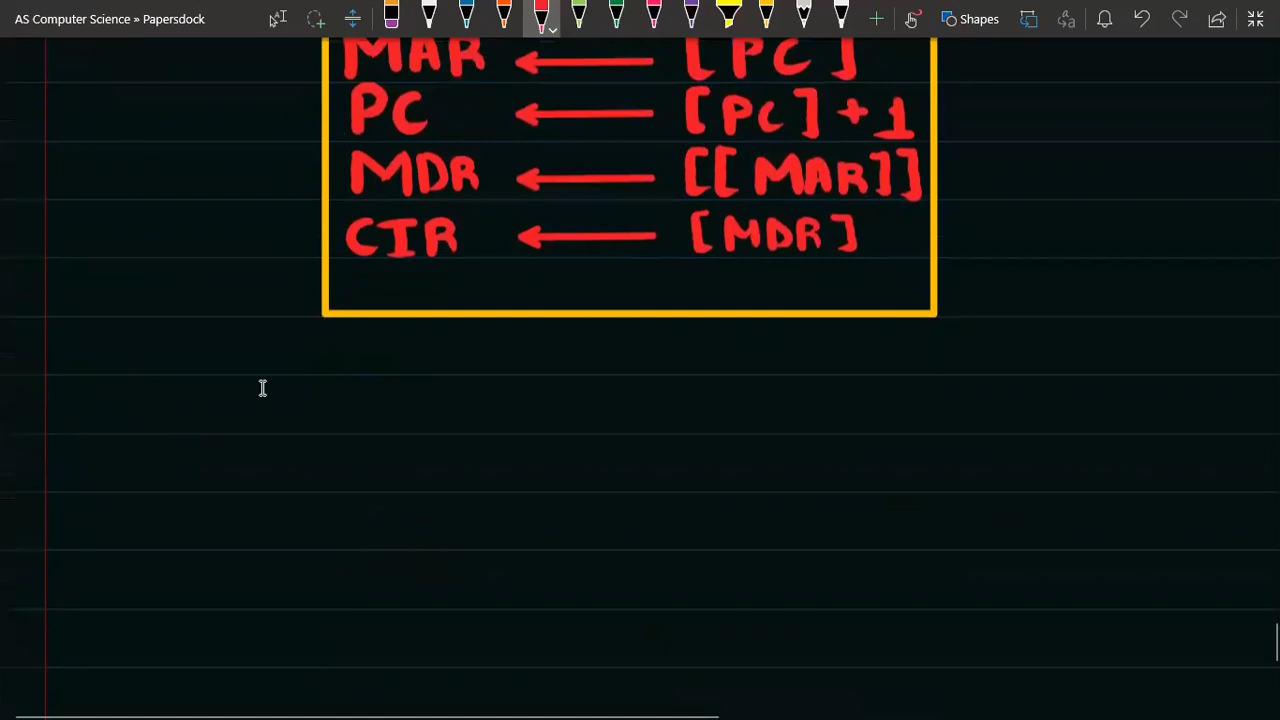 AS Computer Science » Papersdock
Shapes
MAR ← [PC]
PC ← [PC] + 1
MDR ← [[MAR]]
CIR ← [MDR]